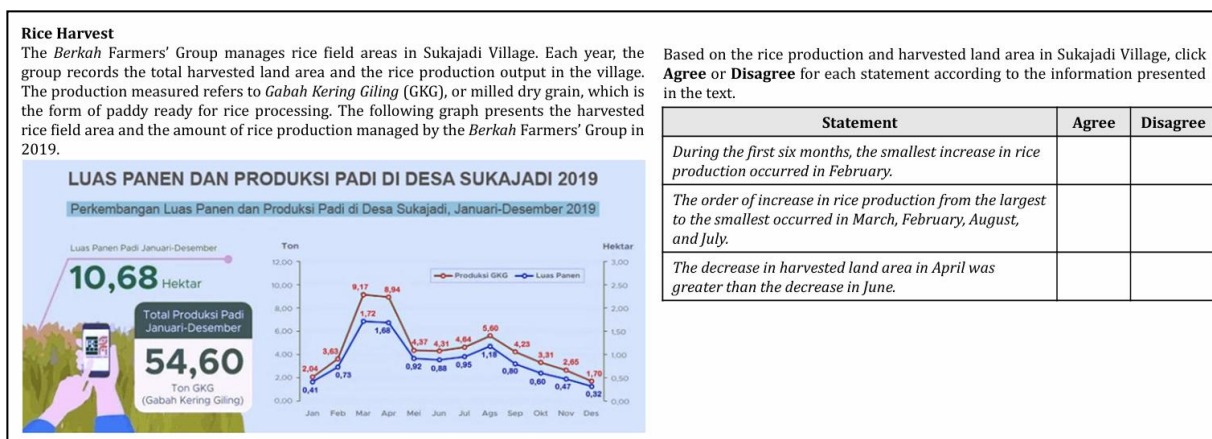 Rice Harvest
The Berkah Farmers' Group manages rice field areas in Sukajadi Village. Each year, the
group records the total harvested land area and the rice production output in the village.
The production measured refers to Gabah Kering Giling (GKG), or milled dry grain, which is
the form of paddy ready for rice processing. The following graph presents the harvested
rice field area and the amount of rice production managed by the Berkah Farmers' Group in
2019.
LUAS PANEN DAN PRODUKSI PADI DI DESA SUKAJADI 2019
Perkembangan Luas Panen dan Produksi Padi di Desa Sukajadi, Januari-Desember 2019
Luas Panen Padi Januari-Desember
10,68 Hektar
Total Produksi Padi
Januari-Desember
54,60
Ton GKG
(Gabah Kering Giling)
Ton
Hektar
Produksi GKG
Luas Panen
12,00
10,00
8,00
6,00
4,00
2,00
0,00
3,00
2,50
2,00
1,50
1,00
0,50
0,00
2,04
3,63
9,17
8,94
4,37
4,31
4,64
5,60
4,23
3,31
2,65
1,70
0,41
0,73
1,72
1,68
0,92
0,88
0,95
1,18
0,80
0,60
0,47
0,32
Jan Feb Mar Apr Mei Jun Jul Ags Sep Okt Nov Des
Based on the rice production and harvested land area in Sukajadi Village, click
Agree or Disagree for each statement according to the information presented
in the text.
Statement Agree Disagree
During the first six months, the smallest increase in rice
production occurred in February.
The order of increase in rice production from the largest
to the smallest occurred in March, February, August,
and July.
The decrease in harvested land area in April was
greater than the decrease in June.